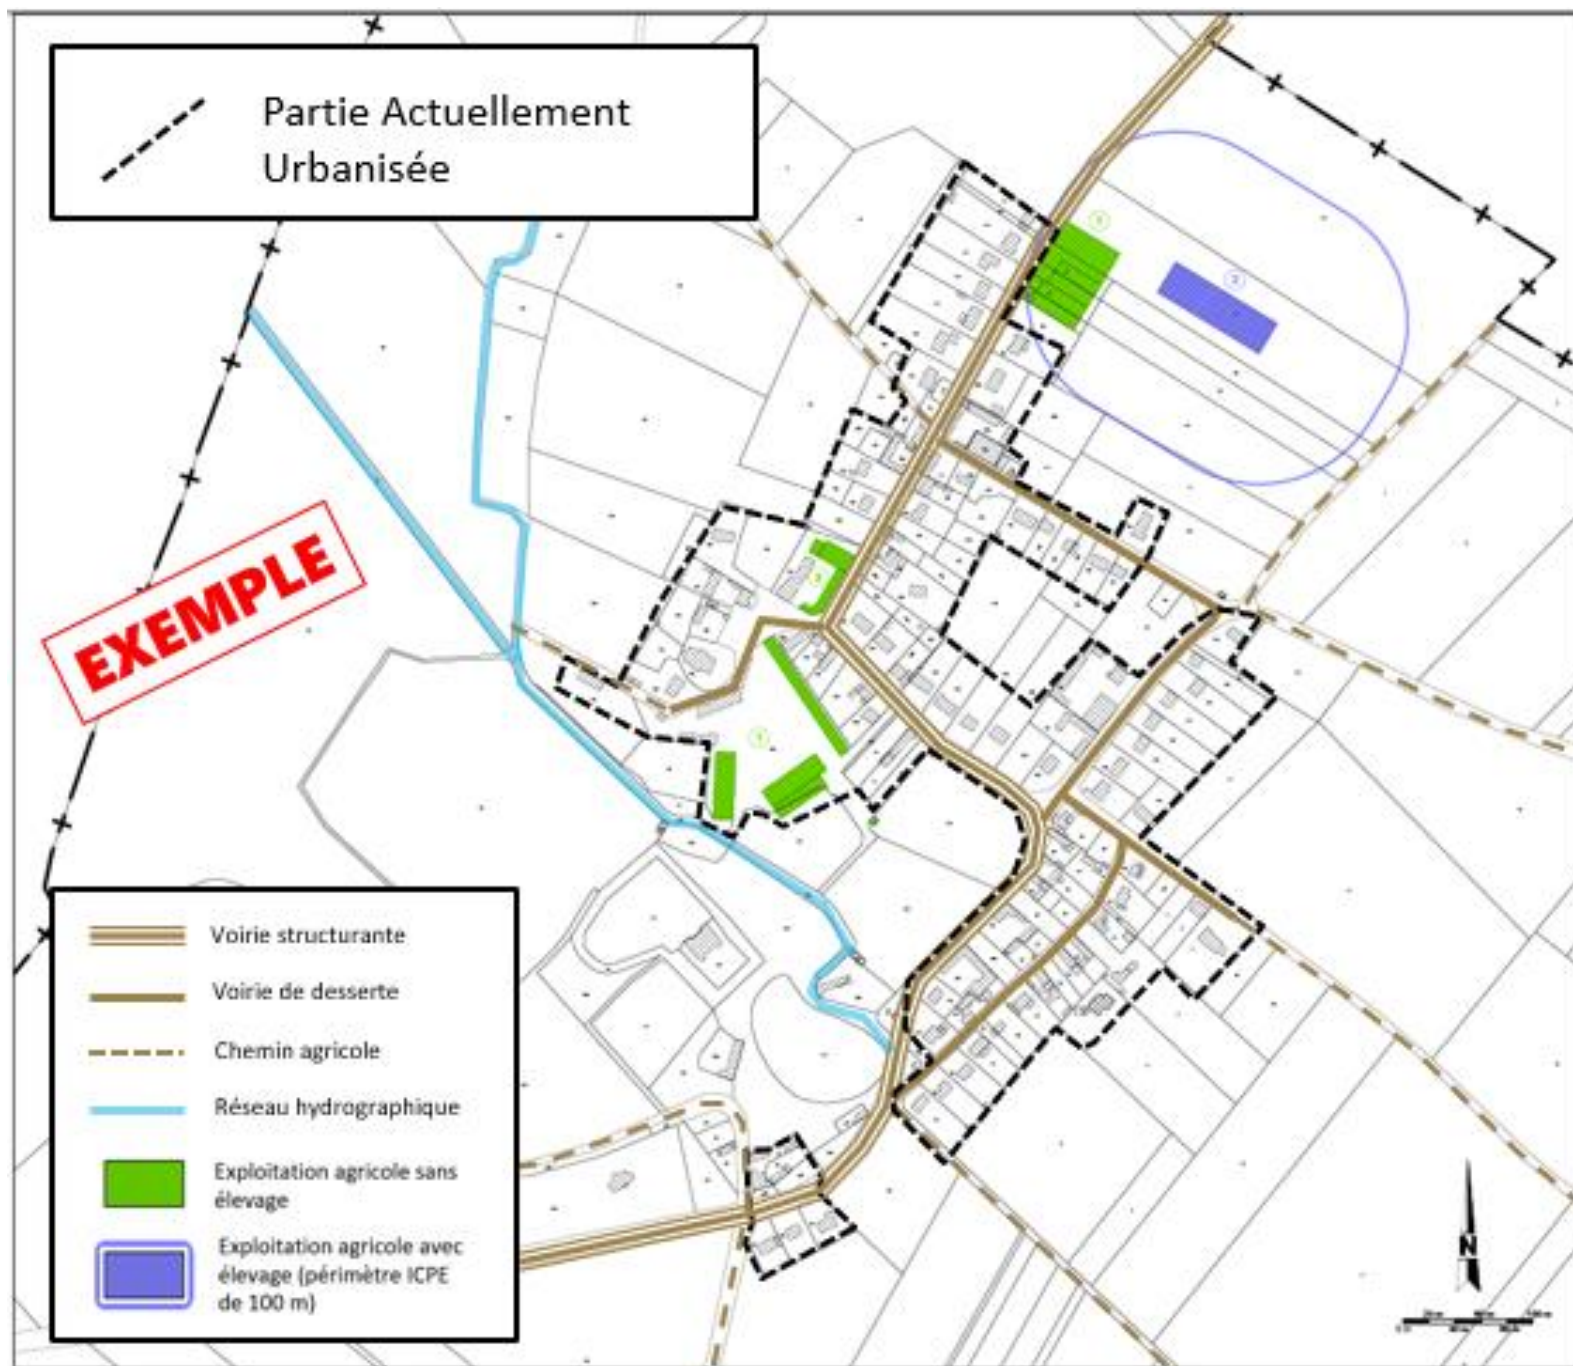 Partie Actuellement
Urbanisée
EXEMPLE
Voirie structurante
Voirie de desserte
Chemin agricole
Réseau hydrographique
Exploitation agricole sans
élevage
Exploitation agricole avec
élevage (périmètre ICPE
de 100 m)
N